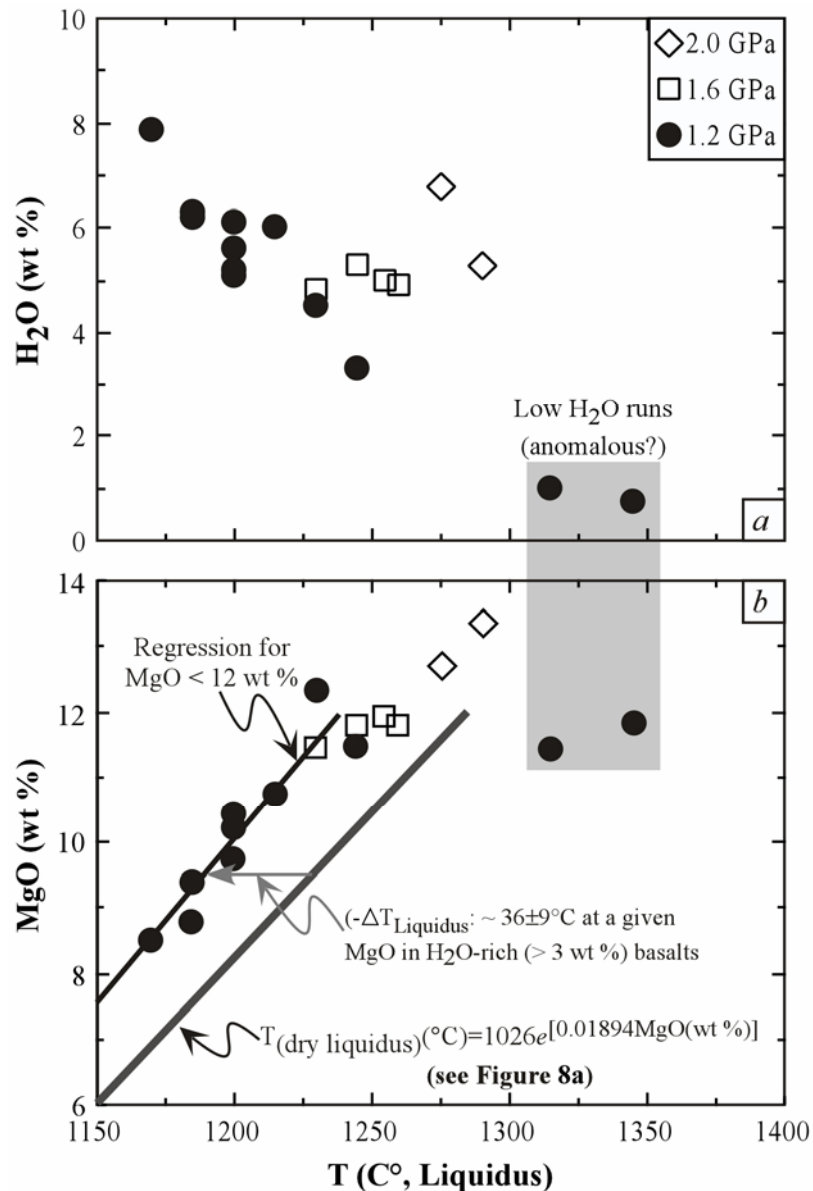 10
8
6
4
2
0
H₂O (wt %)
2.0 GPa
1.6 GPa
1.2 GPa
Low H₂O runs
(anomalous?)
a
14
12
10
8
6
MgO (wt %)
b
Regression for
MgO < 12 wt %
(-ΔT_Liquidus: ~ 36±9°C at a given
MgO in H₂O-rich (> 3 wt %) basalts
T(dry liquidus)(°C)=1026e[0.01894MgO(wt %)]
(see Figure 8a)
1150 1200 1250 1300 1350 1400
T (C°, Liquidus)